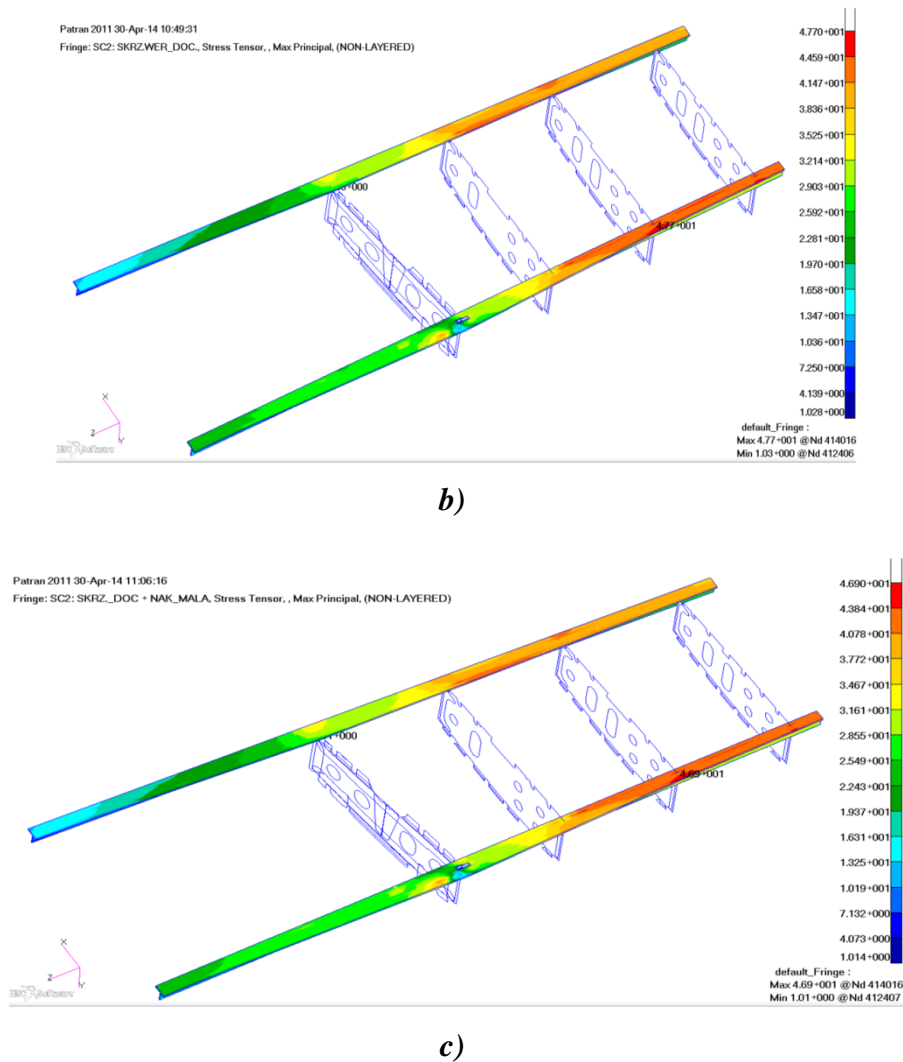 Patran 2011 30-Apr-14 10:49:31
Fringe: SC2: SKRZ.WER_DOC., Stress Tensor, , Max Principal, (NON-LAYERED)
4.770+001
4.459+001
4.147+001
3.836+001
3.525+001
3.214+001
2.903+001
2.592+001
2.281+001
1.970+001
1.658+001
1.347+001
1.036+001
7.250+000
4.139+000
1.028+000
+000
4.77+001
X
Z
Y
MSC Software
default_Fringe :
Max 4.77+001 @Nd 414016
Min 1.03+000 @Nd 412406
b)
Patran 2011 30-Apr-14 11:06:16
Fringe: SC2: SKRZ._DOC + NAK_MALA, Stress Tensor, , Max Principal, (NON-LAYERED)
4.690+001
4.384+001
4.078+001
3.772+001
3.467+001
3.161+001
2.855+001
2.549+001
2.243+001
1.937+001
1.631+001
1.325+001
1.019+001
7.132+000
4.073+000
1.014+000
+000
4.69+001
X
Z
Y
MSC Software
default_Fringe :
Max 4.69+001 @Nd 414016
Min 1.01+000 @Nd 412407
c)